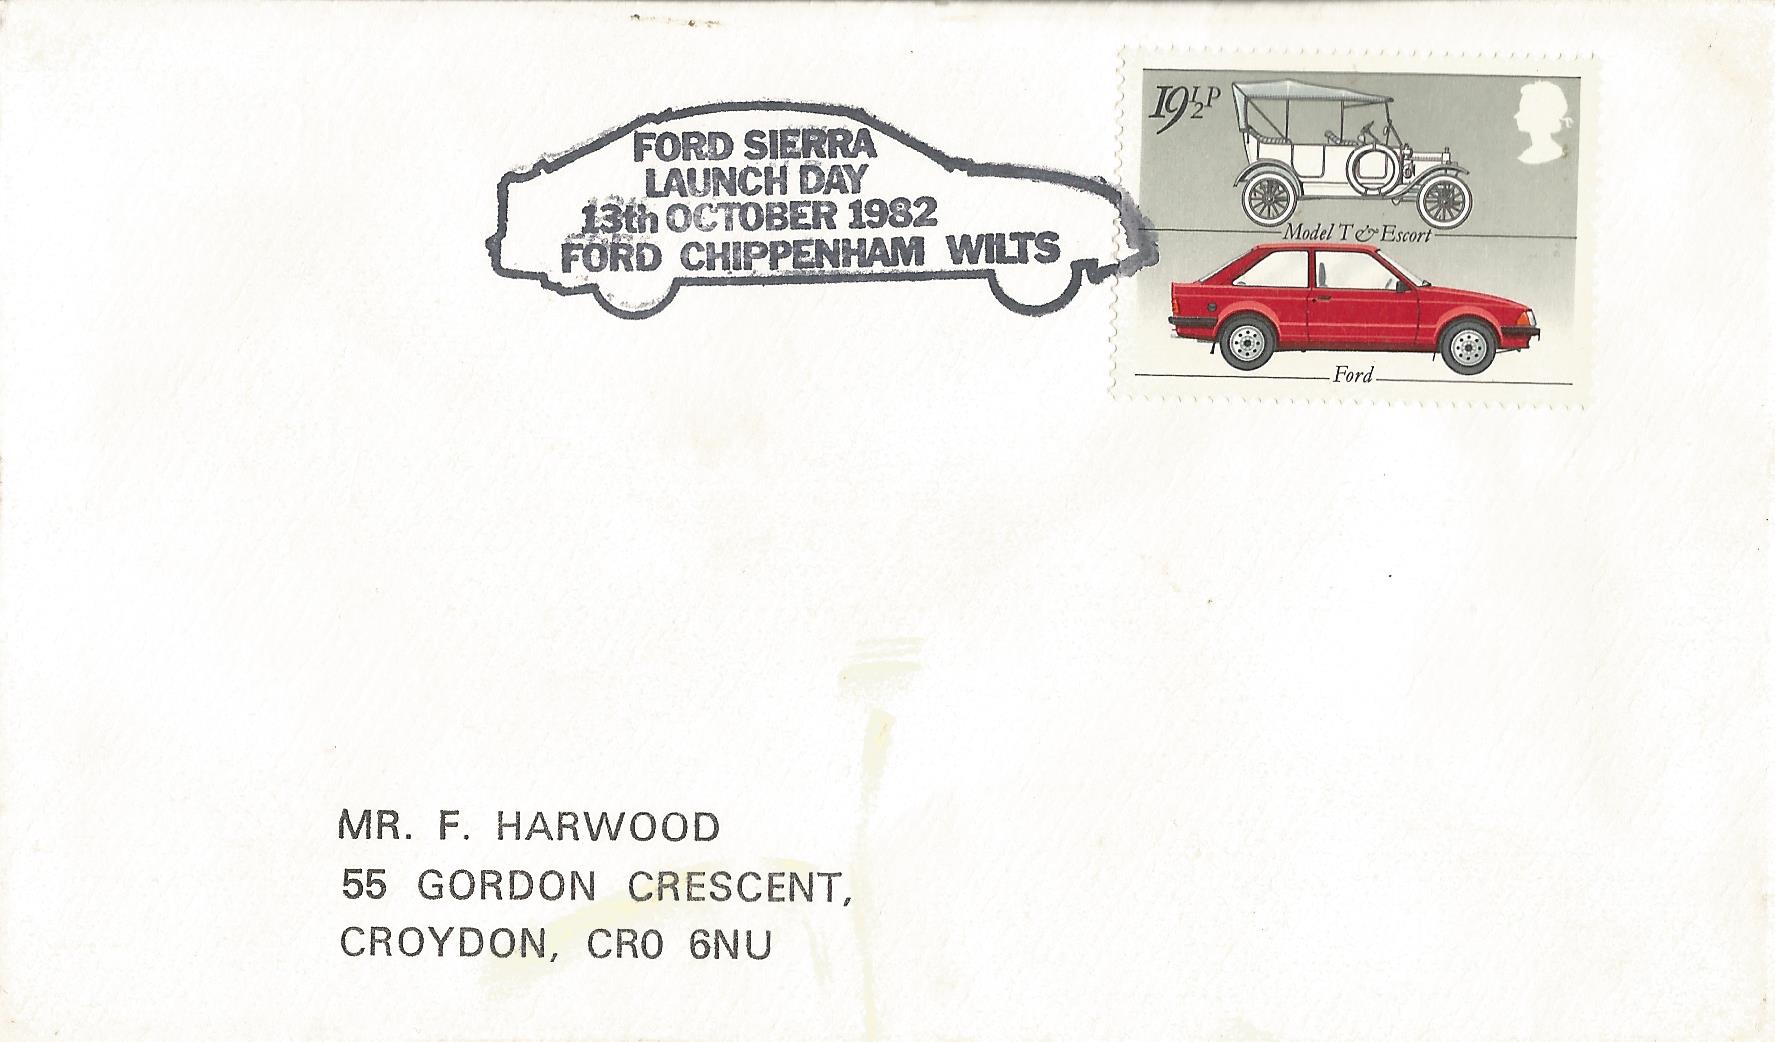 FORD SIERRA
LAUNCH DAY
13th OCTOBER 1982
FORD CHIPPENHAM WILTS
19½P
Model T & Escort
Ford
MR. F. HARWOOD
55 GORDON CRESCENT,
CROYDON, CR0 6NU